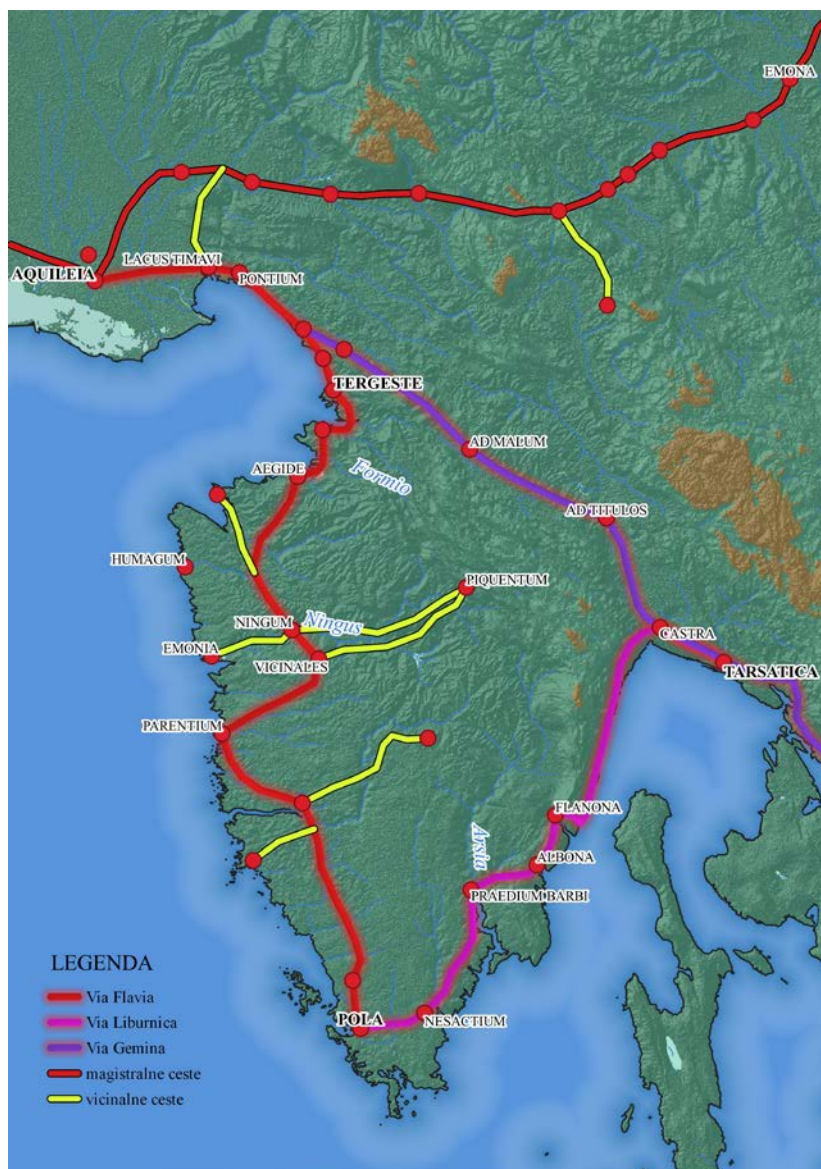 EMONA
LACUS TIMAVI
AQUILEIA
PONTIUM
TERGESTE
AD MALUM
AEGIDE
Formio
AD TITULOS
HUMAGUM
PIQUENTUM
NINGUM
Ningus
CASTRA
EMONIA
VICINALES
TARSATICA
PARENTIUM
FLANONA
Arsia
ALBONA
PRAEDIUM BARBI
LEGENDA
Via Flavia
Via Liburnica
Via Gemina
magistralne ceste
vicinalne ceste
POLA
NESACTIUM